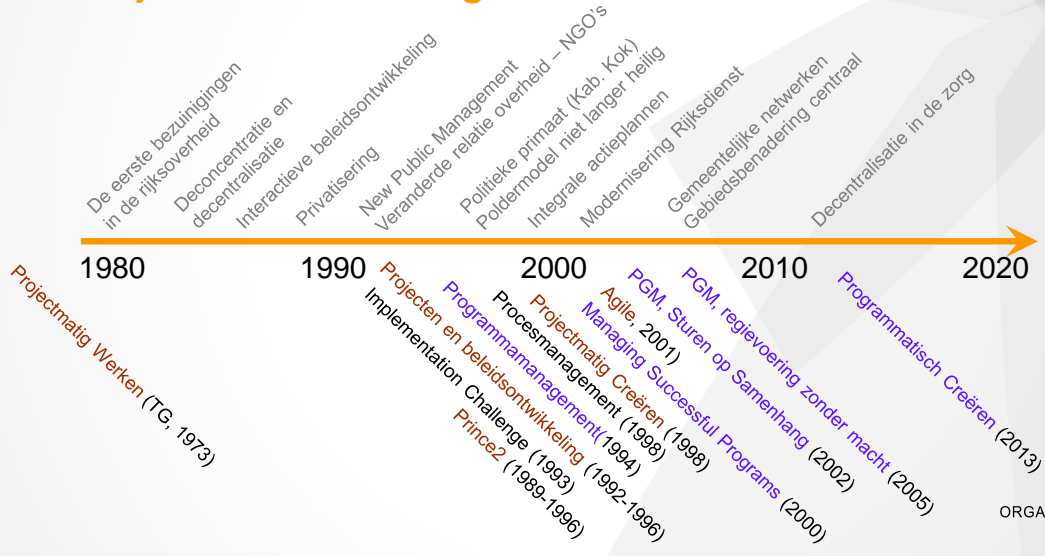 De eerste bezuinigingen
in de rijksoverheid
Deconcentratie en
decentralisatie
Interactieve beleidsontwikkeling
Privatisering
New Public Management
Veranderde relatie overheid – NGO's
Politieke primaat (Kab. Kok)
Poldermodel niet langer heilig
Integrale actieplannen
Modernisering Rijksdienst
Gemeentelijke netwerken
Gebiedsbenadering centraal
Decentralisatie in de zorg
1980
1990
2000
2010
2020
Projectmatig Werken (TG, 1973)
Prince2 (1989-1996)
Implementation Challenge (1993)
Projecten en beleidsontwikkeling (1992-1996)
Programmamanagement(1994)
Procesmanagement (1998)
Projectmatig Creëren (1998)
Agile, 2001)
Managing Successful Programs (2000)
PGM, Sturen op Samenhang (2002)
PGM, regievoering zonder macht (2005)
Programmatisch Creëren (2013)
ORGA